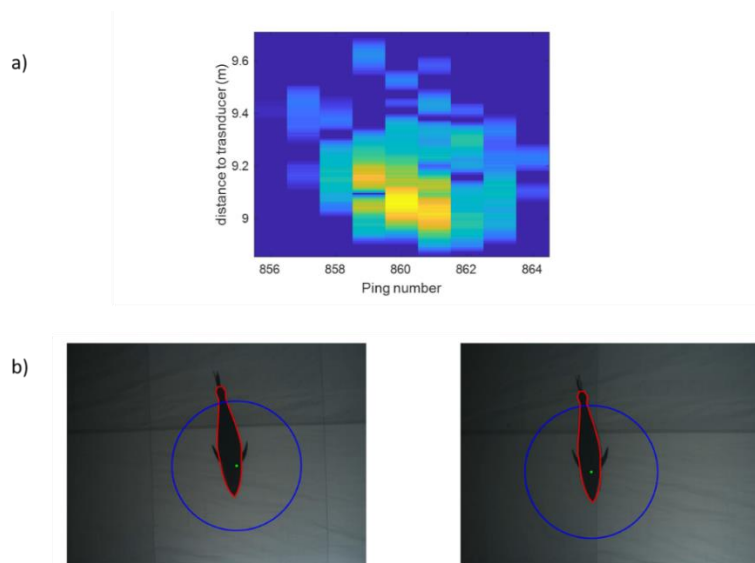 a)
9.6
9.4
9.2
9
distance to trasnducer (m)
856 858 860 862 864
Ping number
b)